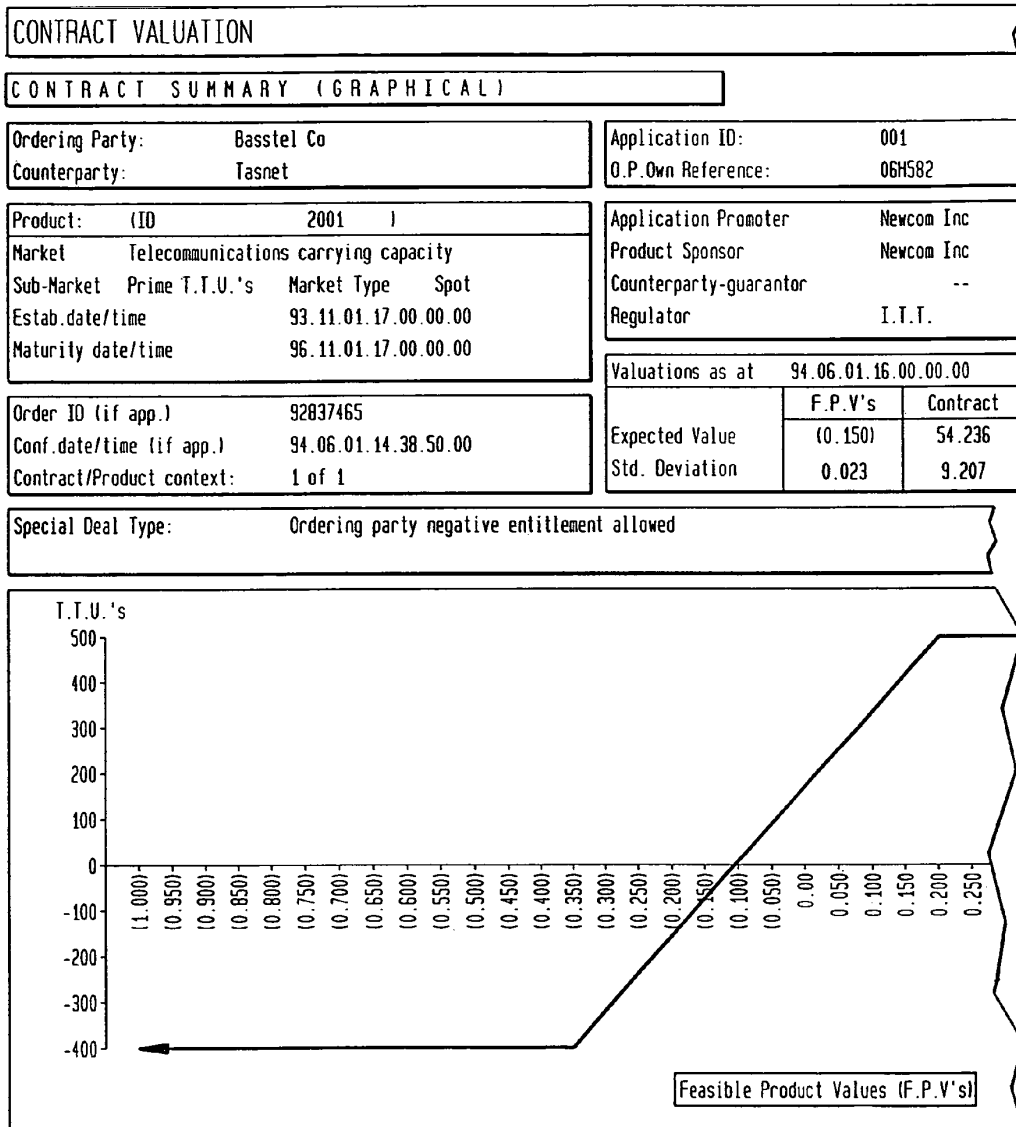 CONTRACT VALUATION
CONTRACT SUMMARY (GRAPHICAL)
Ordering Party: Basstel Co
Counterparty: Tasnet
Application ID: 001
O.P.Own Reference: 06H582
Product: (ID 2001 )
Market Telecommunications carrying capacity
Sub-Market Prime T.T.U.'s Market Type Spot
Estab.date/time 93.11.01.17.00.00.00
Maturity date/time 96.11.01.17.00.00.00
Application Promoter Newcom Inc
Product Sponsor Newcom Inc
Counterparty-guarantor --
Regulator I.T.T.
Order ID (if app.) 92837465
Conf.date/time (if app.) 94.06.01.14.38.50.00
Contract/Product context: 1 of 1
Valuations as at 94.06.01.16.00.00.00
F.P.V's Contract
Expected Value (0.150) 54.236
Std. Deviation 0.023 9.207
Special Deal Type: Ordering party negative entitlement allowed
T.T.U.'s
500
400
300
200
100
0
-100
-200
-300
-400
(1.000) (0.950) (0.900) (0.850) (0.800) (0.750) (0.700) (0.650) (0.600) (0.550) (0.500) (0.450) (0.400) (0.350) (0.300) (0.250) (0.200) (0.150) (0.100) (0.050) 0.00 0.050 0.100 0.150 0.200 0.250
Feasible Product Values (F.P.V's)